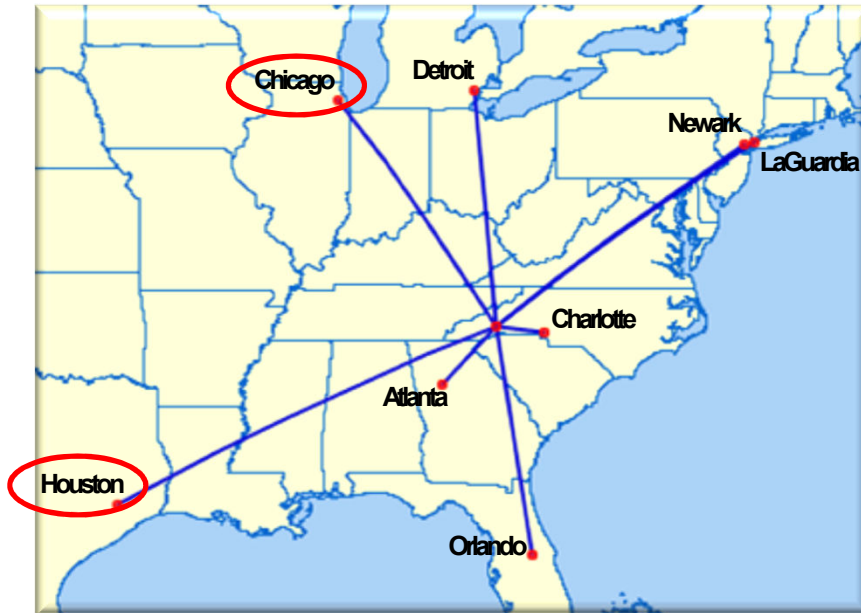 Chicago
Detroit
Newark
LaGuardia
Charlotte
Atlanta
Houston
Orlando